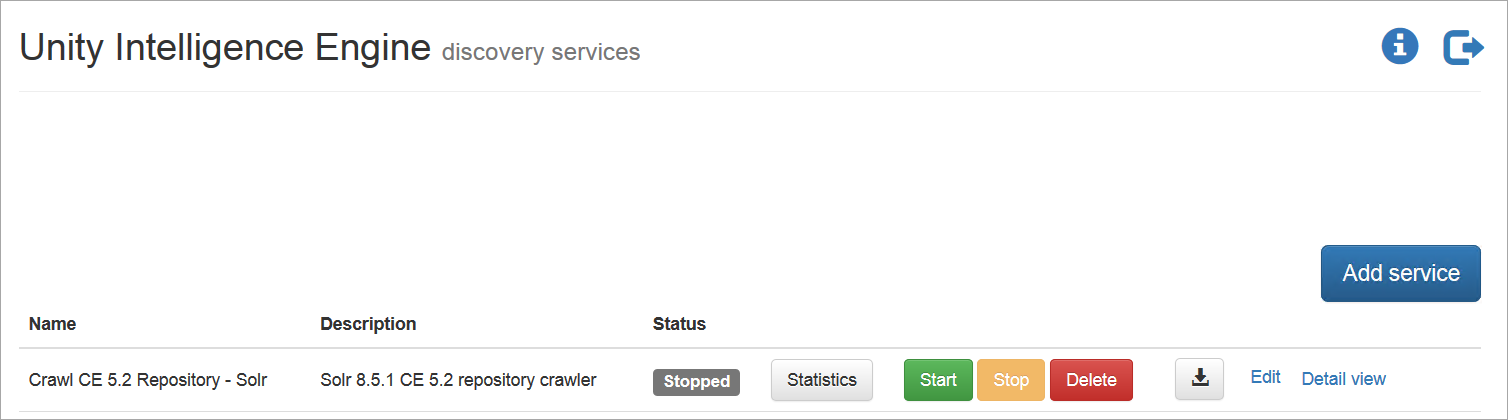 Unity Intelligence Engine discovery services
Add service
Name Description Status
Crawl CE 5.2 Repository - Solr Solr 8.5.1 CE 5.2 repository crawler Stopped Statistics Start Stop Delete Edit Detail view